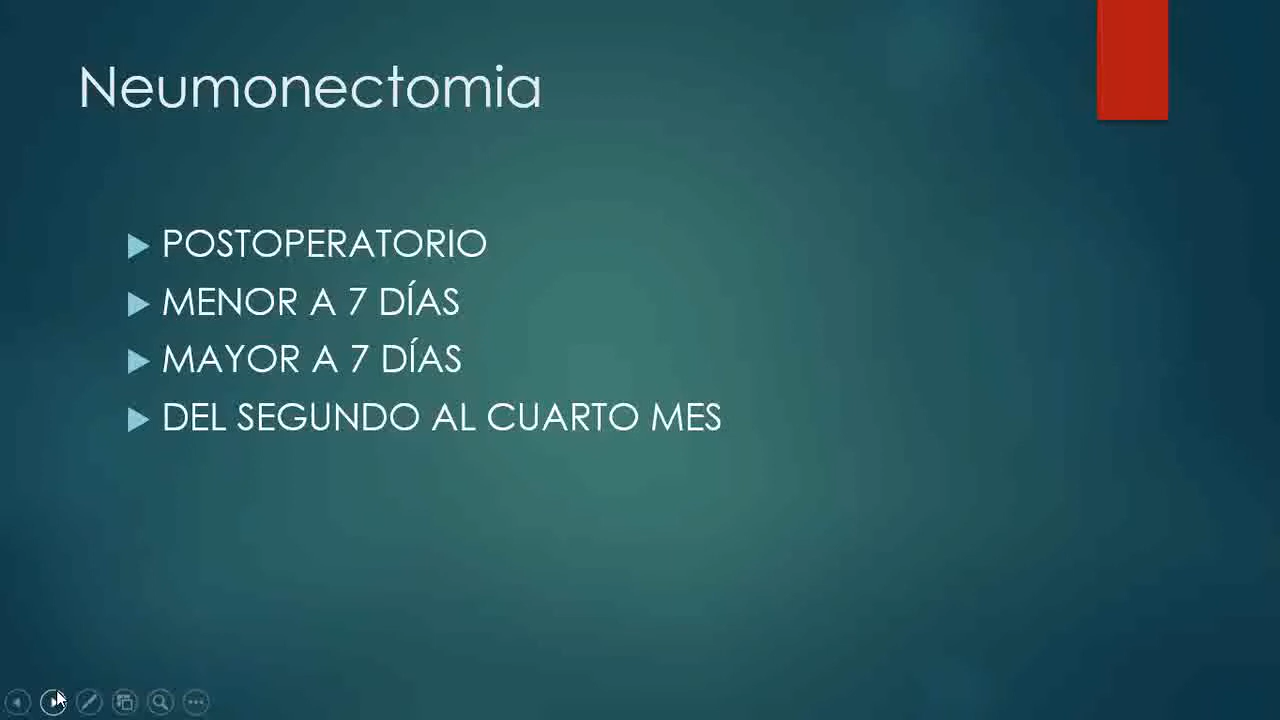 Neumonectomia
POSTOPERATORIO
MENOR A 7 DÍAS
MAYOR A 7 DÍAS
DEL SEGUNDO AL CUARTO MES